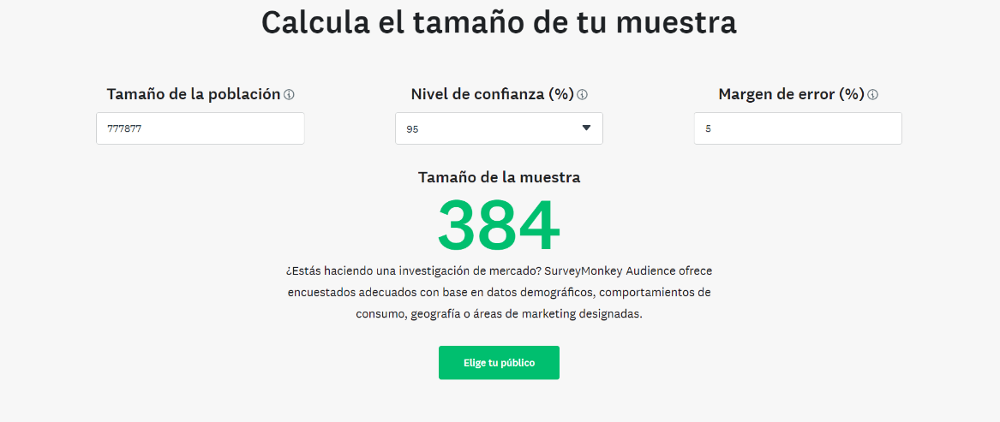 Calcula el tamaño de tu muestra
Tamaño de la población Nivel de confianza (%) Margen de error (%)
777877 95 5
Tamaño de la muestra
384
¿Estás haciendo una investigación de mercado? SurveyMonkey Audience ofrece
encuestados adecuados con base en datos demográficos, comportamientos de
consumo, geografía o áreas de marketing designadas.
Elige tu público